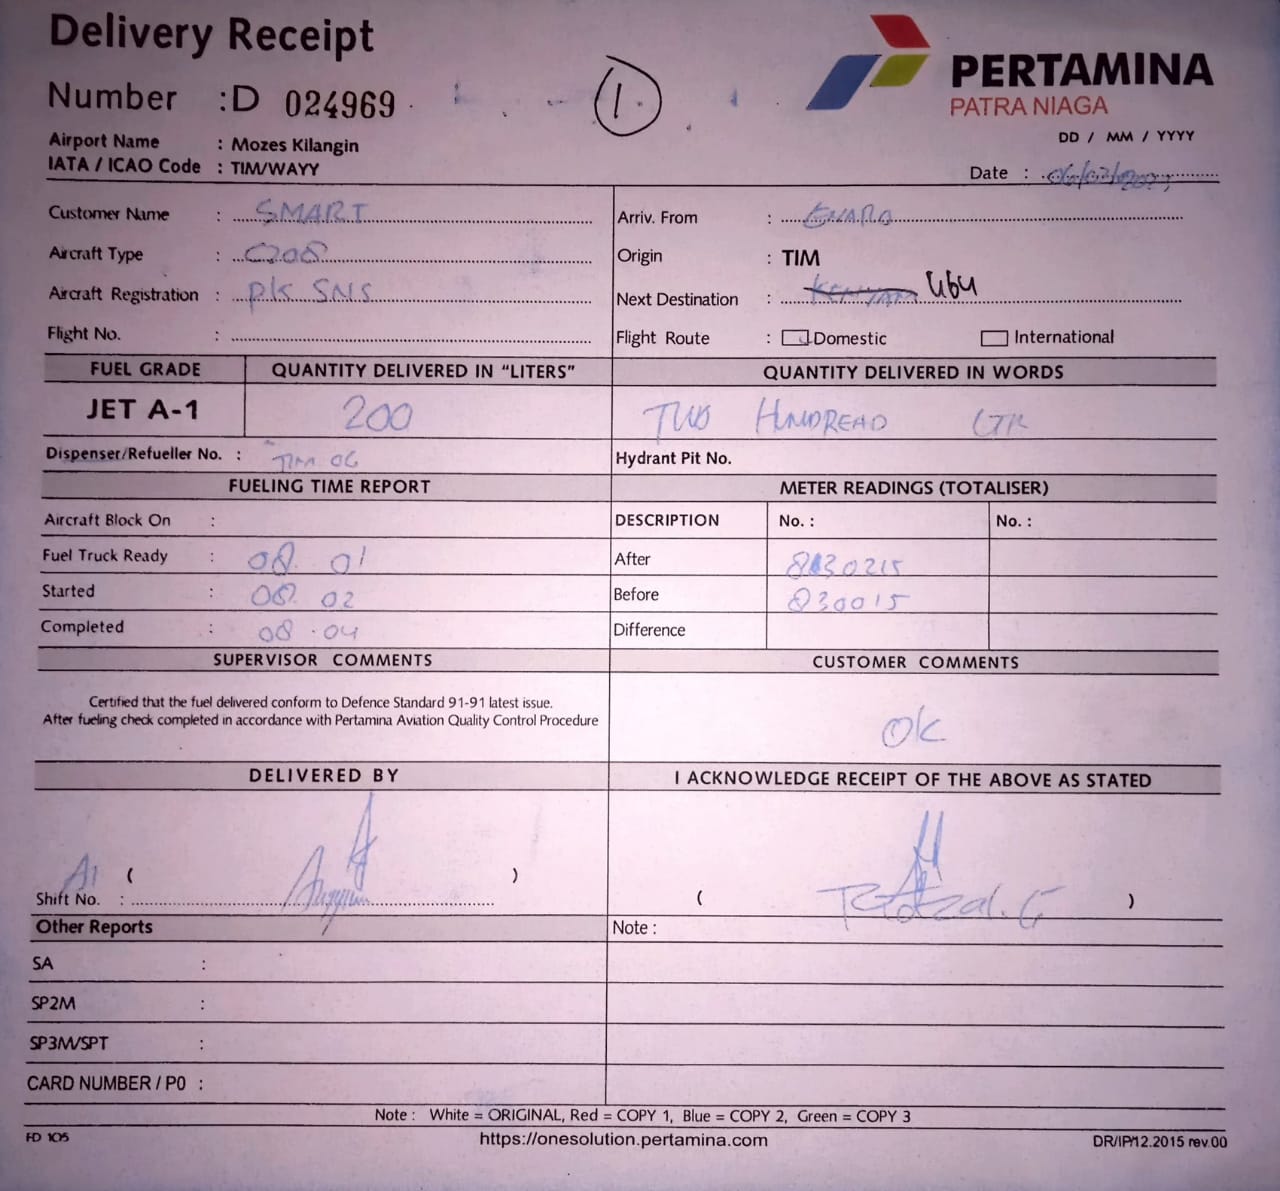 Delivery Receipt
Number :D 024969
1
PERTAMINA
PATRA NIAGA
Airport Name : Mozes Kilangin
IATA / ICAO Code : TIM/WAYY
DD / MM / YYYY
Date :
Customer Name : SMART
Arriv. From :
Aircraft Type : C208
Origin : TIM
Aircraft Registration : PK SNS
Next Destination : KENYAM UGU
Flight No. :
Flight Route : Domestic International
FUEL GRADE QUANTITY DELIVERED IN “LITERS” QUANTITY DELIVERED IN WORDS
JET A-1 200 TWO HUNDREAD LTR
Dispenser/Refueller No. : TIM 06
Hydrant Pit No.
FUELING TIME REPORT METER READINGS (TOTALISER)
Aircraft Block On :
DESCRIPTION No. : No. :
Fuel Truck Ready : 08. 01
After 8830215
Started : 08. 02
Before 830015
Completed : 08 . 04
Difference
SUPERVISOR COMMENTS CUSTOMER COMMENTS
Certified that the fuel delivered conform to Defence Standard 91-91 latest issue.
After fueling check completed in accordance with Pertamina Aviation Quality Control Procedure
OK
DELIVERED BY I ACKNOWLEDGE RECEIPT OF THE ABOVE AS STATED
A1 ( )
Shift No. :
( )
Other Reports Note :
SA :
SP2M :
SP3M/SPT :
CARD NUMBER / P0 :
Note : White = ORIGINAL, Red = COPY 1, Blue = COPY 2, Green = COPY 3
FD 105 https://onesolution.pertamina.com DR/IP/12.2015 rev.00